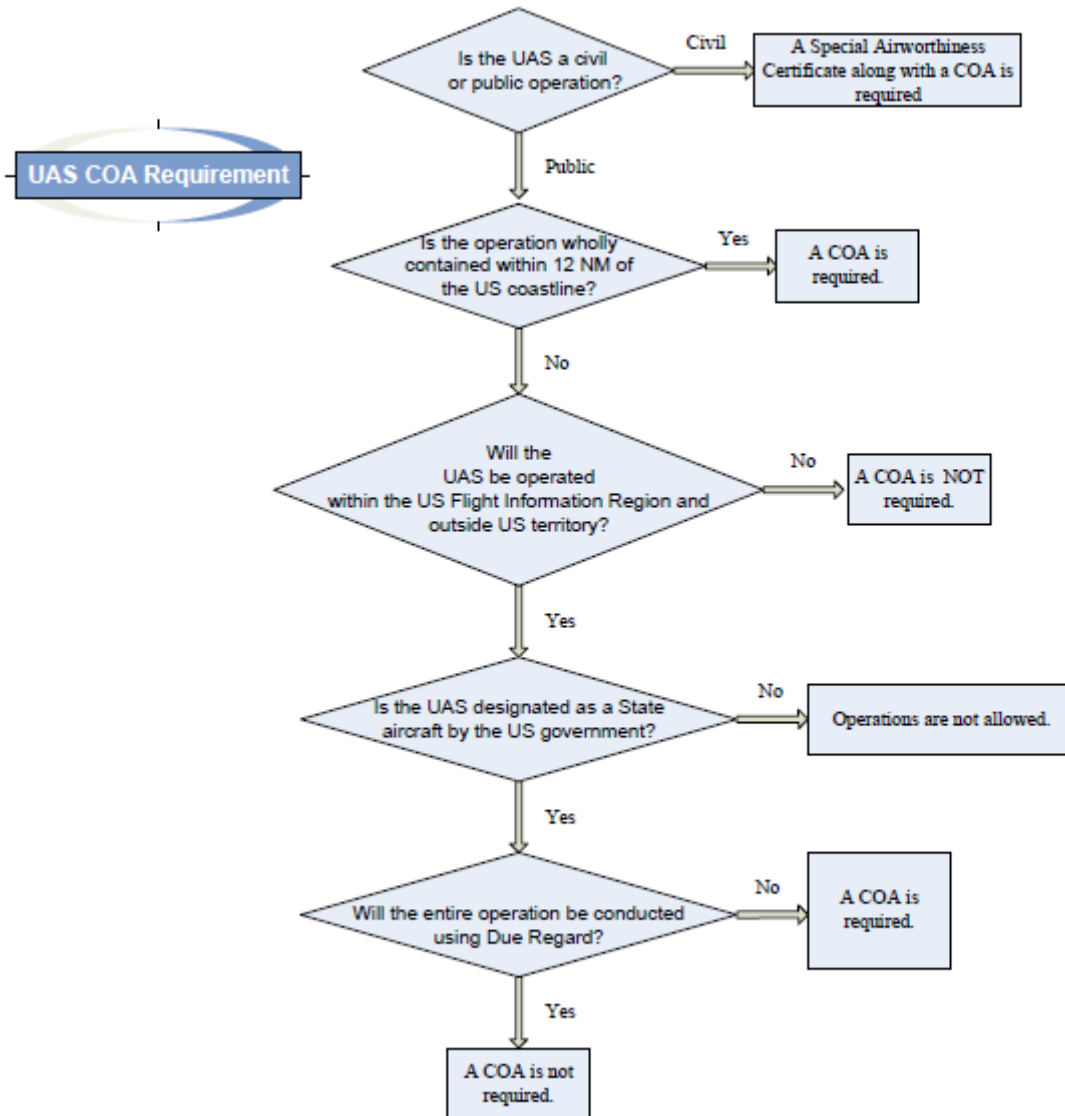 Is the UAS a civil
or public operation?
Civil
A Special Airworthiness
Certificate along with a COA is
required
UAS COA Requirement
Public
Is the operation wholly
contained within 12 NM of
the US coastline?
Yes
A COA is
required.
No
Will the
UAS be operated
within the US Flight Information Region and
outside US territory?
No
A COA is NOT
required.
Yes
Is the UAS designated as a State
aircraft by the US government?
No
Operations are not allowed.
Yes
Will the entire operation be conducted
using Due Regard?
No
A COA is
required.
Yes
A COA is not
required.